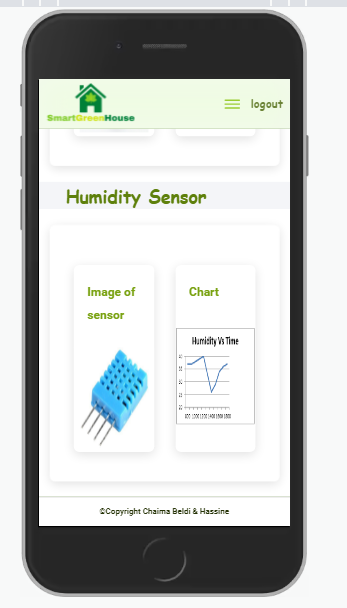 SmartGreenHouse
logout
Humidity Sensor
Image of
sensor
Chart
Humidity Vs Time
©Copyright Chaima Beldi & Hassine